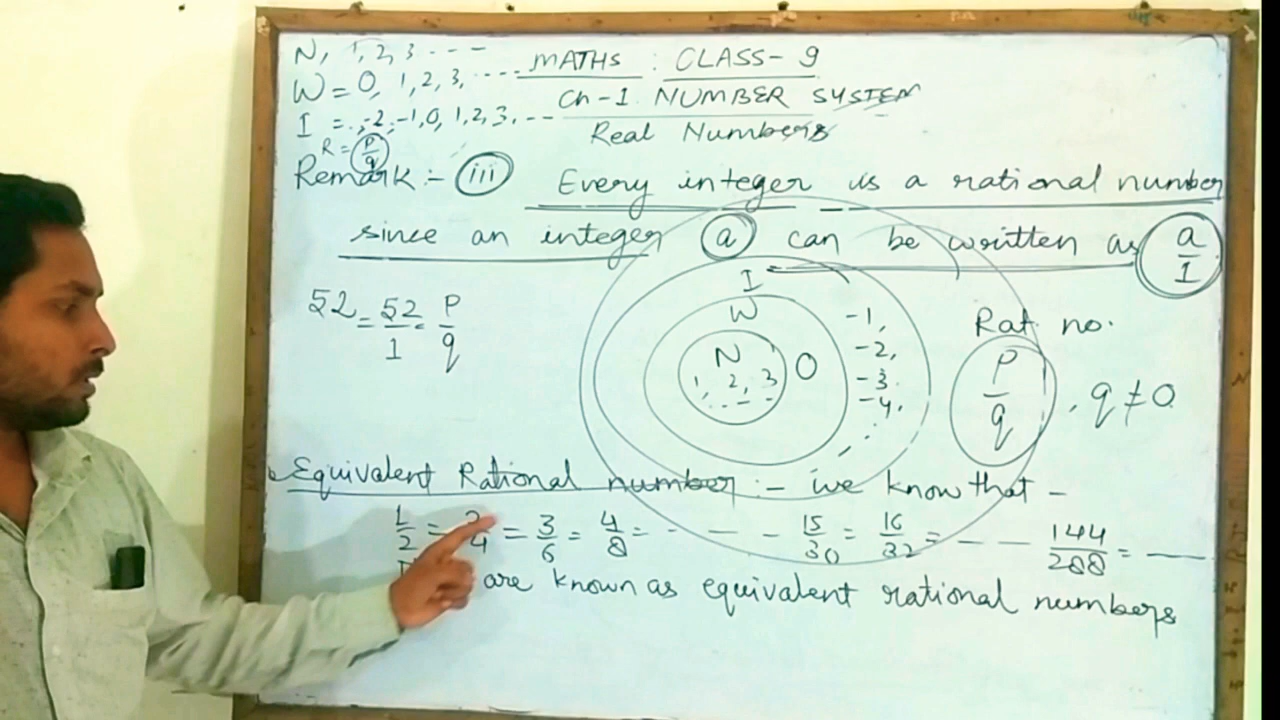 N, 1, 2, 3 - - - -
W = 0, 1, 2, 3, - - - -
I = .,-2,-1,0, 1, 2, 3, - --
R = p/q
MATHS : CLASS- 9
Ch-1 NUMBER SYSTEM
Real Numbers
Remark :- (iii) Every integer is a rational number
since an integer (a) can be written as a/1
52 = 52/1 = P/q
I
W
N
1, 2, 3
0
-1,
-2,
-3.
-4,
Rat. no.
P/q , q ≠ 0
Equivalent Rational number :- we know that -
1/2 = 2/4 = 3/6 = 4/8 = - - - 15/30 = 16/32 = - - 144/288 = -
are known as equivalent rational numbers